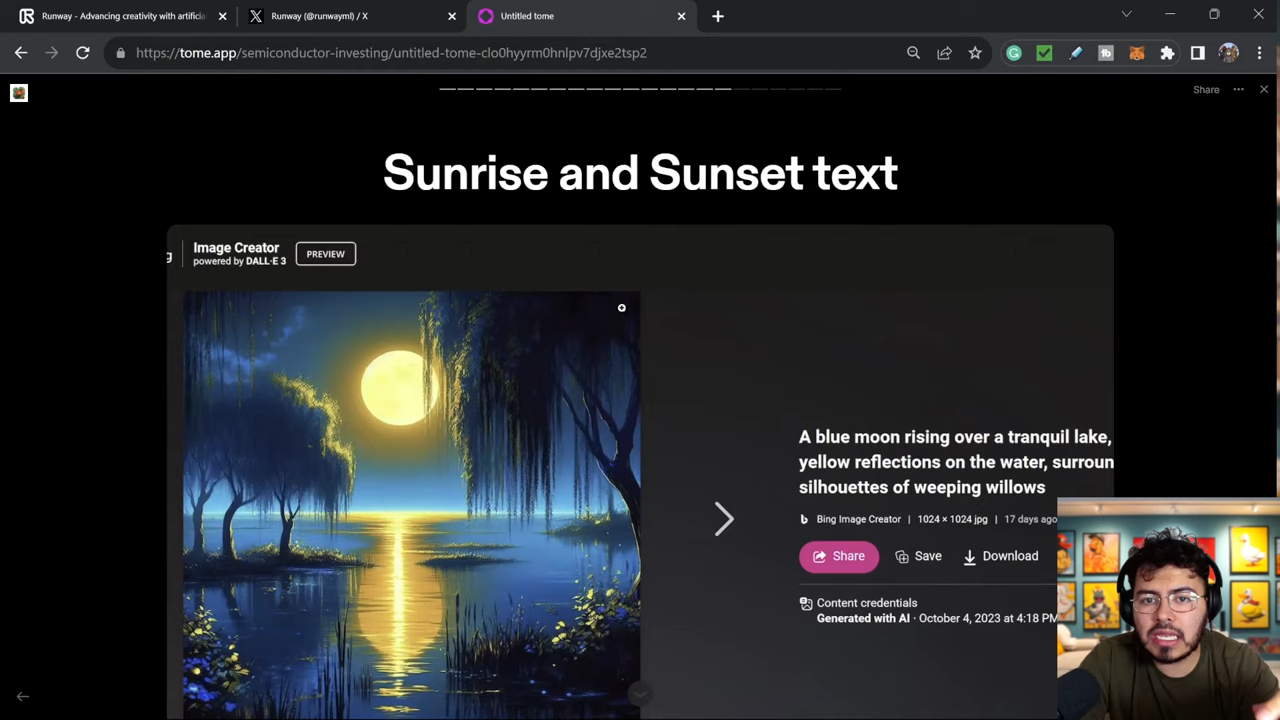 Runway - Advancing creativity with artificia
Runway (@runwayml) / X
Untitled tome
https://tome.app/semiconductor-investing/untitled-tome-clo0hyyrm0hnlpv7djxe2tsp2
Share
Sunrise and Sunset text
g
Image Creator
powered by DALL·E 3
PREVIEW
A blue moon rising over a tranquil lake,
yellow reflections on the water, surroun
silhouettes of weeping willows
Bing Image Creator | 1024 × 1024 jpg | 17 days ago
Share Save Download
Content credentials
Generated with AI · October 4, 2023 at 4:18 PM